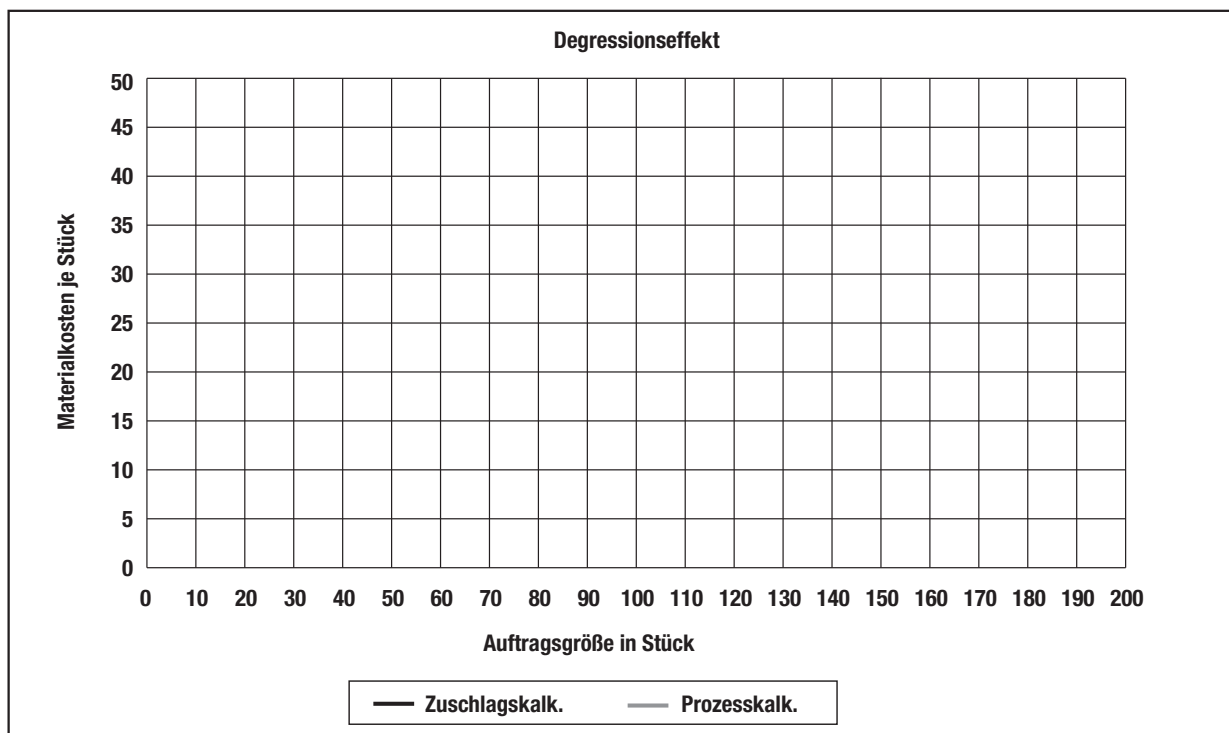 Degressionseffekt
Materialkosten je Stück
50
45
40
35
30
25
20
15
10
5
0
0 10 20 30 40 50 60 70 80 90 100 110 120 130 140 150 160 170 180 190 200
Auftragsgröße in Stück
Zuschlagskalk. Prozesskalk.